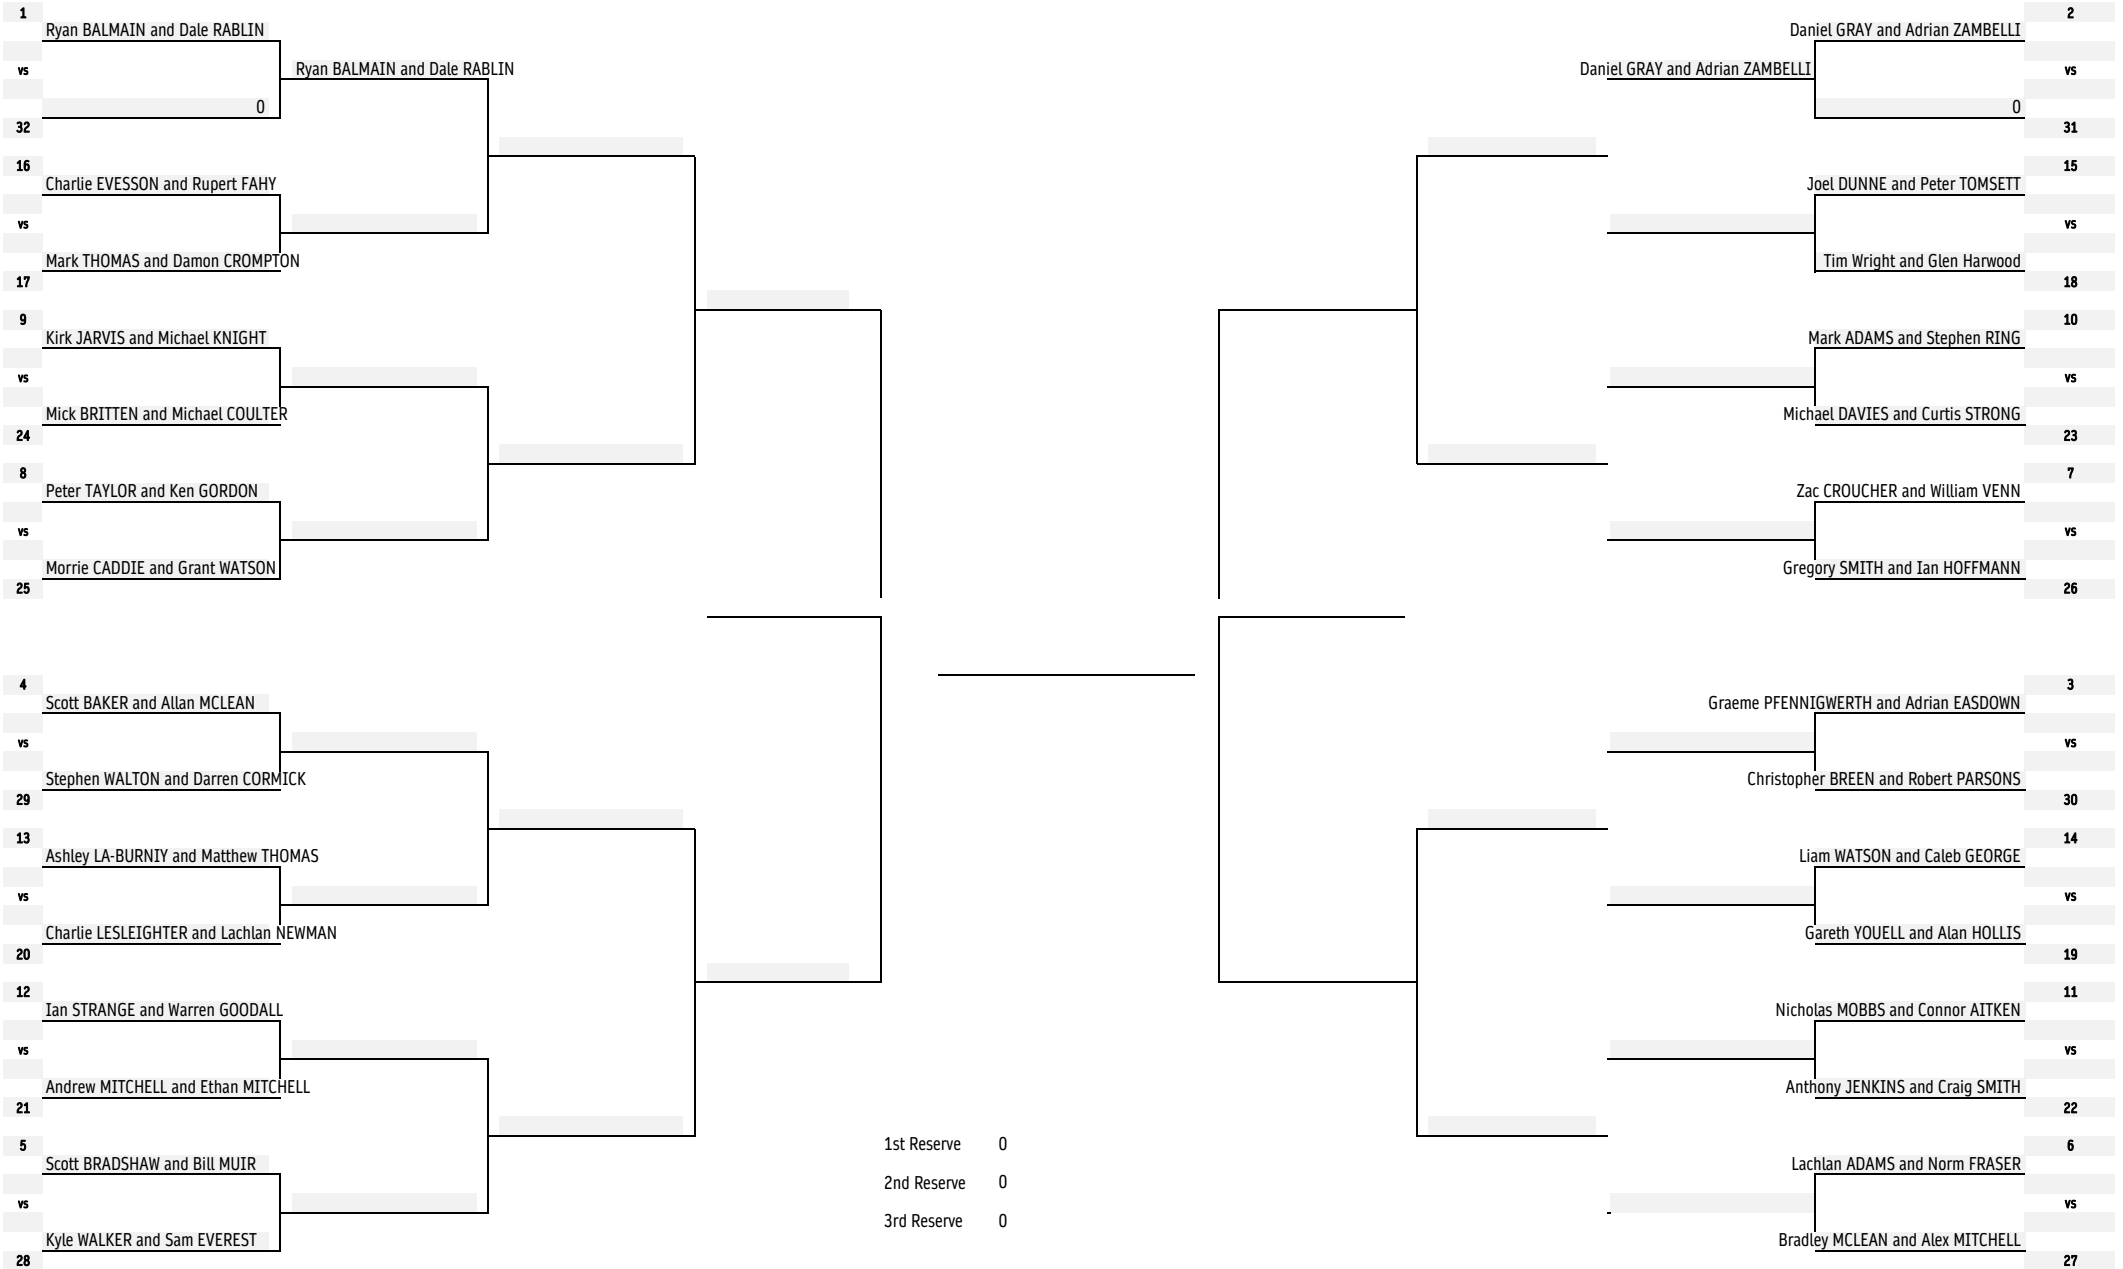 1
Ryan BALMAIN and Dale RABLIN
vs
Ryan BALMAIN and Dale RABLIN
0
32
16
Charlie EVESSON and Rupert FAHY
vs
Mark THOMAS and Damon CROMPTON
17
9
Kirk JARVIS and Michael KNIGHT
vs
Mick BRITTEN and Michael COULTER
24
8
Peter TAYLOR and Ken GORDON
vs
Morrie CADDIE and Grant WATSON
25
4
Scott BAKER and Allan MCLEAN
vs
Stephen WALTON and Darren CORMICK
29
13
Ashley LA-BURNIY and Matthew THOMAS
vs
Charlie LESLEIGHTER and Lachlan NEWMAN
20
12
Ian STRANGE and Warren GOODALL
vs
Andrew MITCHELL and Ethan MITCHELL
21
5
Scott BRADSHAW and Bill MUIR
vs
Kyle WALKER and Sam EVEREST
28
1st Reserve 0
2nd Reserve 0
3rd Reserve 0
2
Daniel GRAY and Adrian ZAMBELLI
Daniel GRAY and Adrian ZAMBELLI
vs
0
31
15
Joel DUNNE and Peter TOMSETT
vs
Tim Wright and Glen Harwood
18
10
Mark ADAMS and Stephen RING
vs
Michael DAVIES and Curtis STRONG
23
7
Zac CROUCHER and William VENN
vs
Gregory SMITH and Ian HOFFMANN
26
3
Graeme PFENNIGWERTH and Adrian EASDOWN
vs
Christopher BREEN and Robert PARSONS
30
14
Liam WATSON and Caleb GEORGE
vs
Gareth YOUELL and Alan HOLLIS
19
11
Nicholas MOBBS and Connor AITKEN
vs
Anthony JENKINS and Craig SMITH
22
6
Lachlan ADAMS and Norm FRASER
vs
Bradley MCLEAN and Alex MITCHELL
27